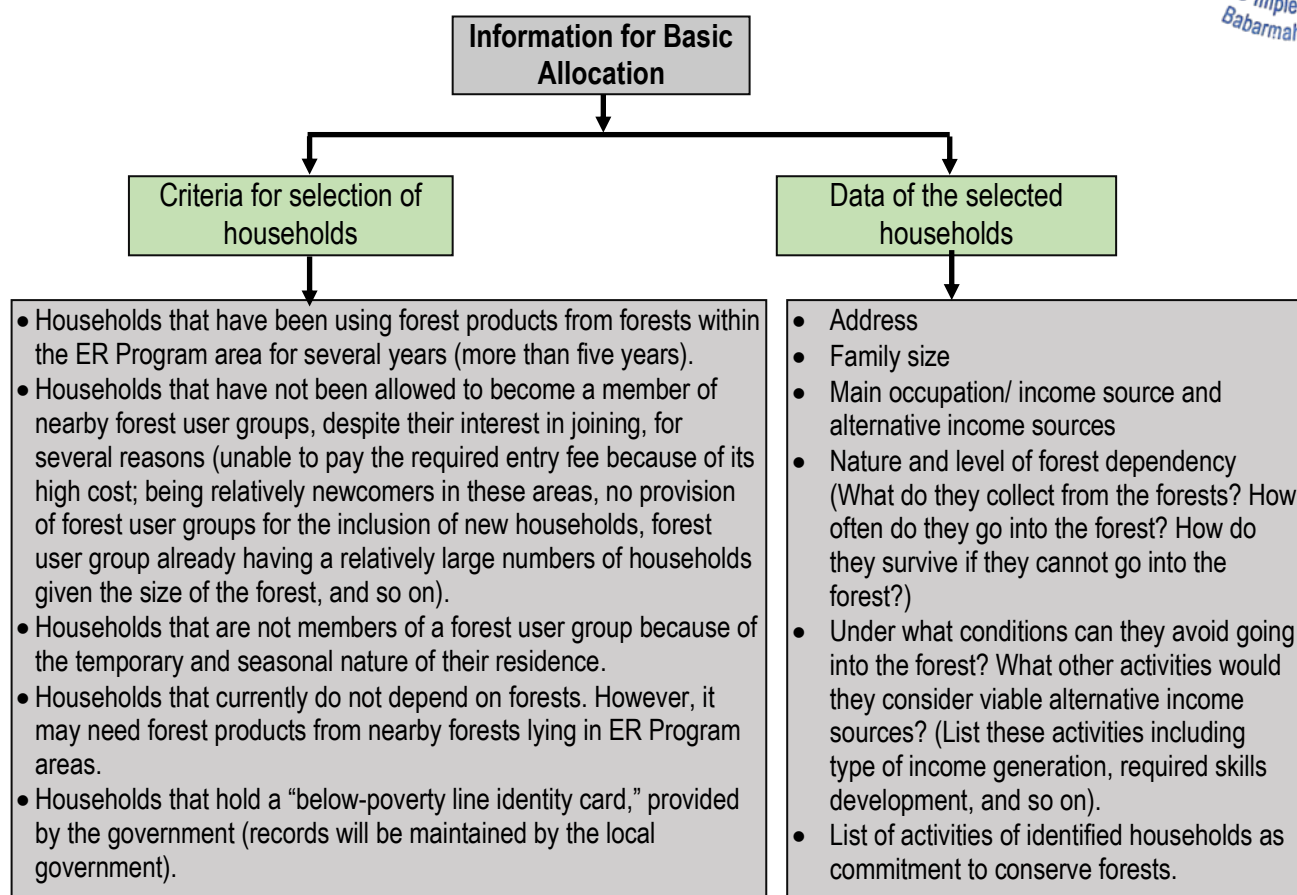 Babarmah
Information for Basic
Allocation
Criteria for selection of
households
Data of the selected
households
• Households that have been using forest products from forests within
the ER Program area for several years (more than five years).
• Households that have not been allowed to become a member of
nearby forest user groups, despite their interest in joining, for
several reasons (unable to pay the required entry fee because of its
high cost; being relatively newcomers in these areas, no provision
of forest user groups for the inclusion of new households, forest
user group already having a relatively large numbers of households
given the size of the forest, and so on).
• Households that are not members of a forest user group because of
the temporary and seasonal nature of their residence.
• Households that currently do not depend on forests. However, it
may need forest products from nearby forests lying in ER Program
areas.
• Households that hold a “below-poverty line identity card,” provided
by the government (records will be maintained by the local
government).
• Address
• Family size
• Main occupation/ income source and
alternative income sources
• Nature and level of forest dependency
(What do they collect from the forests? How
often do they go into the forest? How do
they survive if they cannot go into the
forest?)
• Under what conditions can they avoid going
into the forest? What other activities would
they consider viable alternative income
sources? (List these activities including
type of income generation, required skills
development, and so on).
• List of activities of identified households as
commitment to conserve forests.